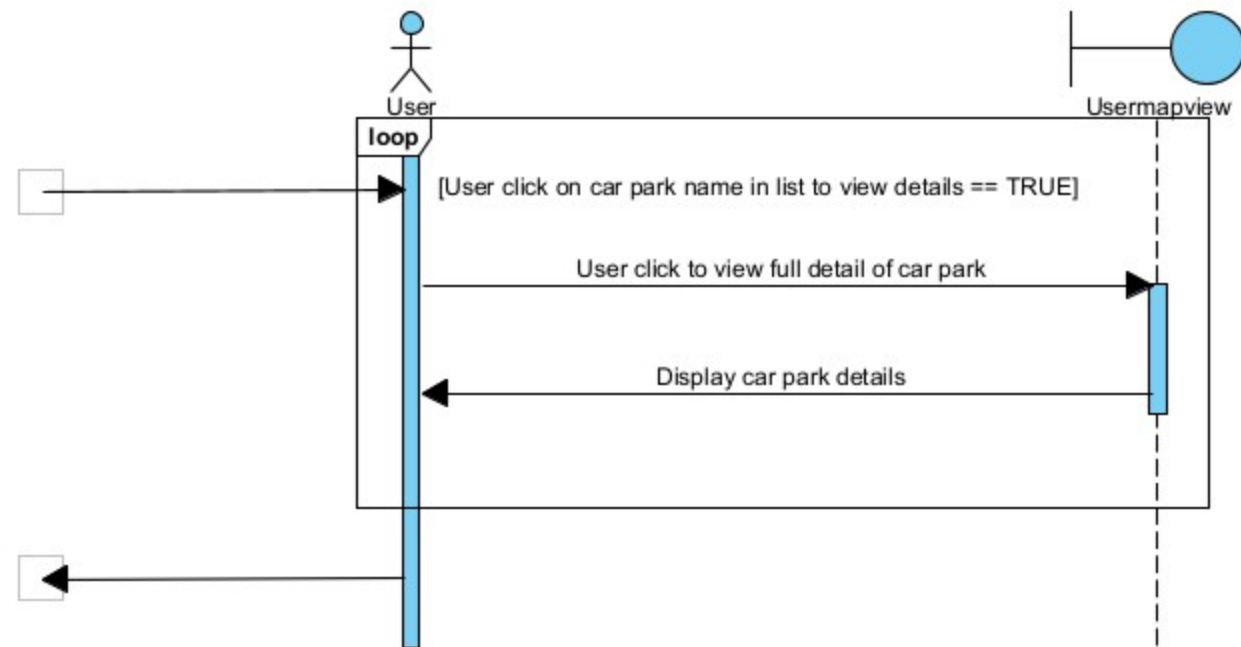 User
Usermapview
loop
[User click on car park name in list to view details == TRUE]
User click to view full detail of car park
Display car park details